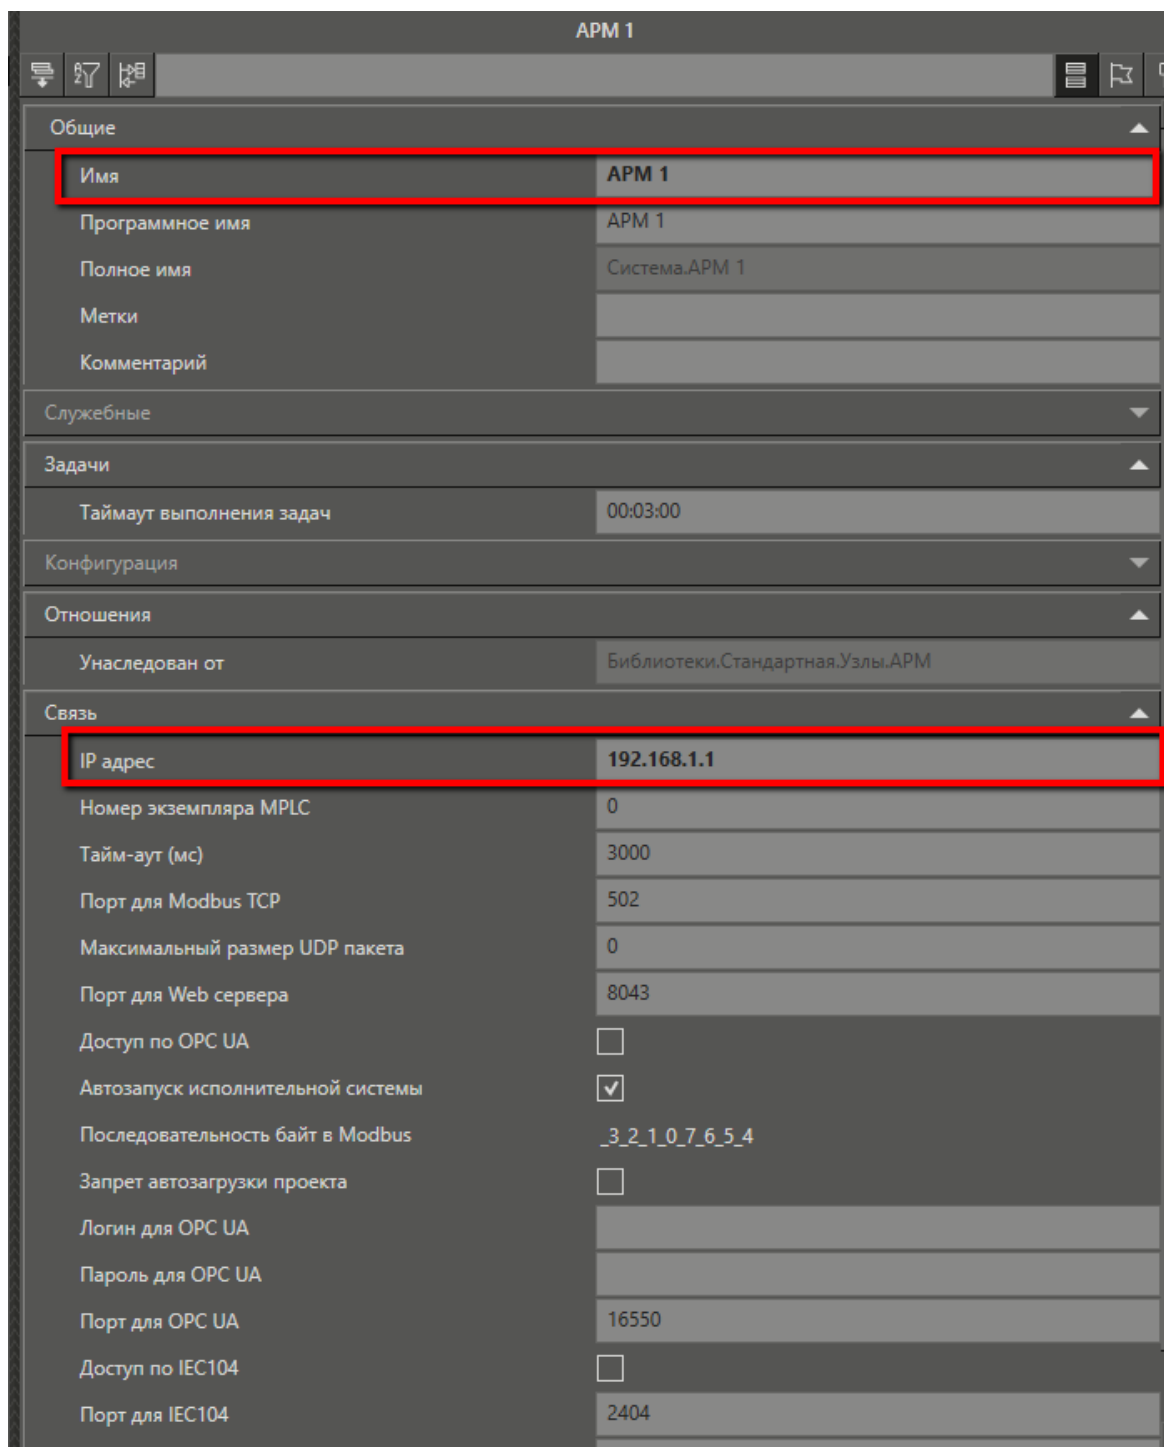 АРМ 1
Общие
Имя АРМ 1
Программное имя АРМ 1
Полное имя Система.АРМ 1
Метки
Комментарий
Служебные
Задачи
Таймаут выполнения задач 00:03:00
Конфигурация
Отношения
Унаследован от Библиотеки.Стандартная.Узлы.АРМ
Связь
IP адрес 192.168.1.1
Номер экземпляра MPLC 0
Тайм-аут (мс) 3000
Порт для Modbus TCP 502
Максимальный размер UDP пакета 0
Порт для Web сервера 8043
Доступ по OPC UA
Автозапуск исполнительной системы
Последовательность байт в Modbus _3_2_1_0_7_6_5_4
Запрет автозагрузки проекта
Логин для OPC UA
Пароль для OPC UA
Порт для OPC UA 16550
Доступ по IEC104
Порт для IEC104 2404